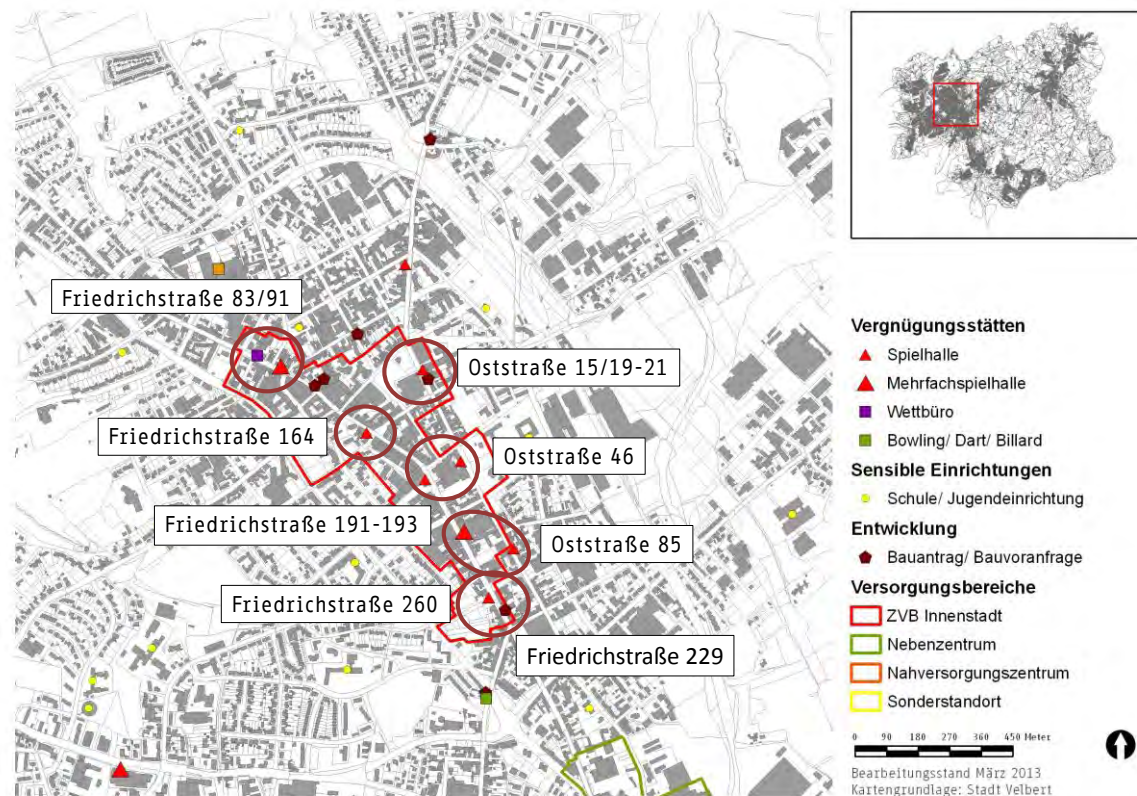 Friedrichstraße 83/91
Oststraße 15/19-21
Friedrichstraße 164
Oststraße 46
Friedrichstraße 191-193
Oststraße 85
Friedrichstraße 260
Friedrichstraße 229
Vergnügungsstätten
Spielhalle
Mehrfachspielhalle
Wettbüro
Bowling/ Dart/ Billard
Sensible Einrichtungen
Schule/ Jugendeinrichtung
Entwicklung
Bauantrag/ Bauvoranfrage
Versorgungsbereiche
ZVB Innenstadt
Nebenzentrum
Nahversorgungszentrum
Sonderstandort
0 90 180 270 360 450 Meter
Bearbeitungsstand März 2013
Kartengrundlage: Stadt Velbert